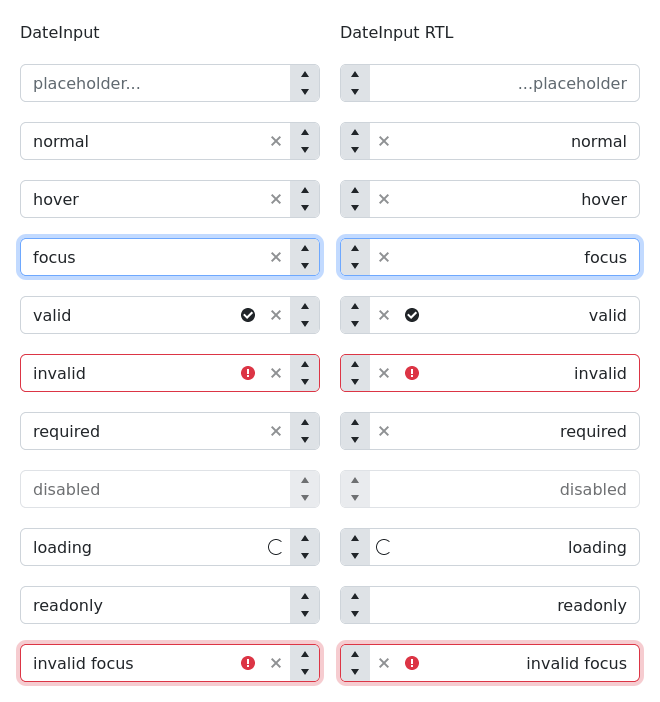 DateInput DateInput RTL
placeholder... ...placeholder
normal normal
hover hover
focus focus
valid valid
invalid invalid
required required
disabled disabled
loading loading
readonly readonly
invalid focus invalid focus